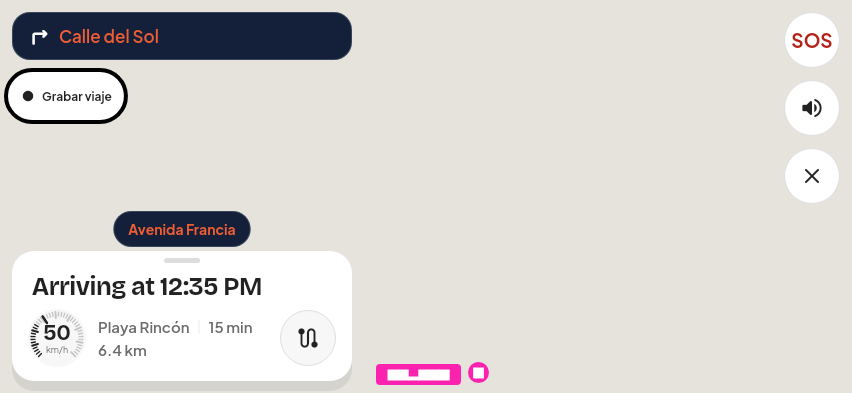 Calle del Sol
SOS
Grabar viaje
Avenida Francia
Arriving at 12:35 PM
50
km/h
Playa Rincón 15 min
6.4 km